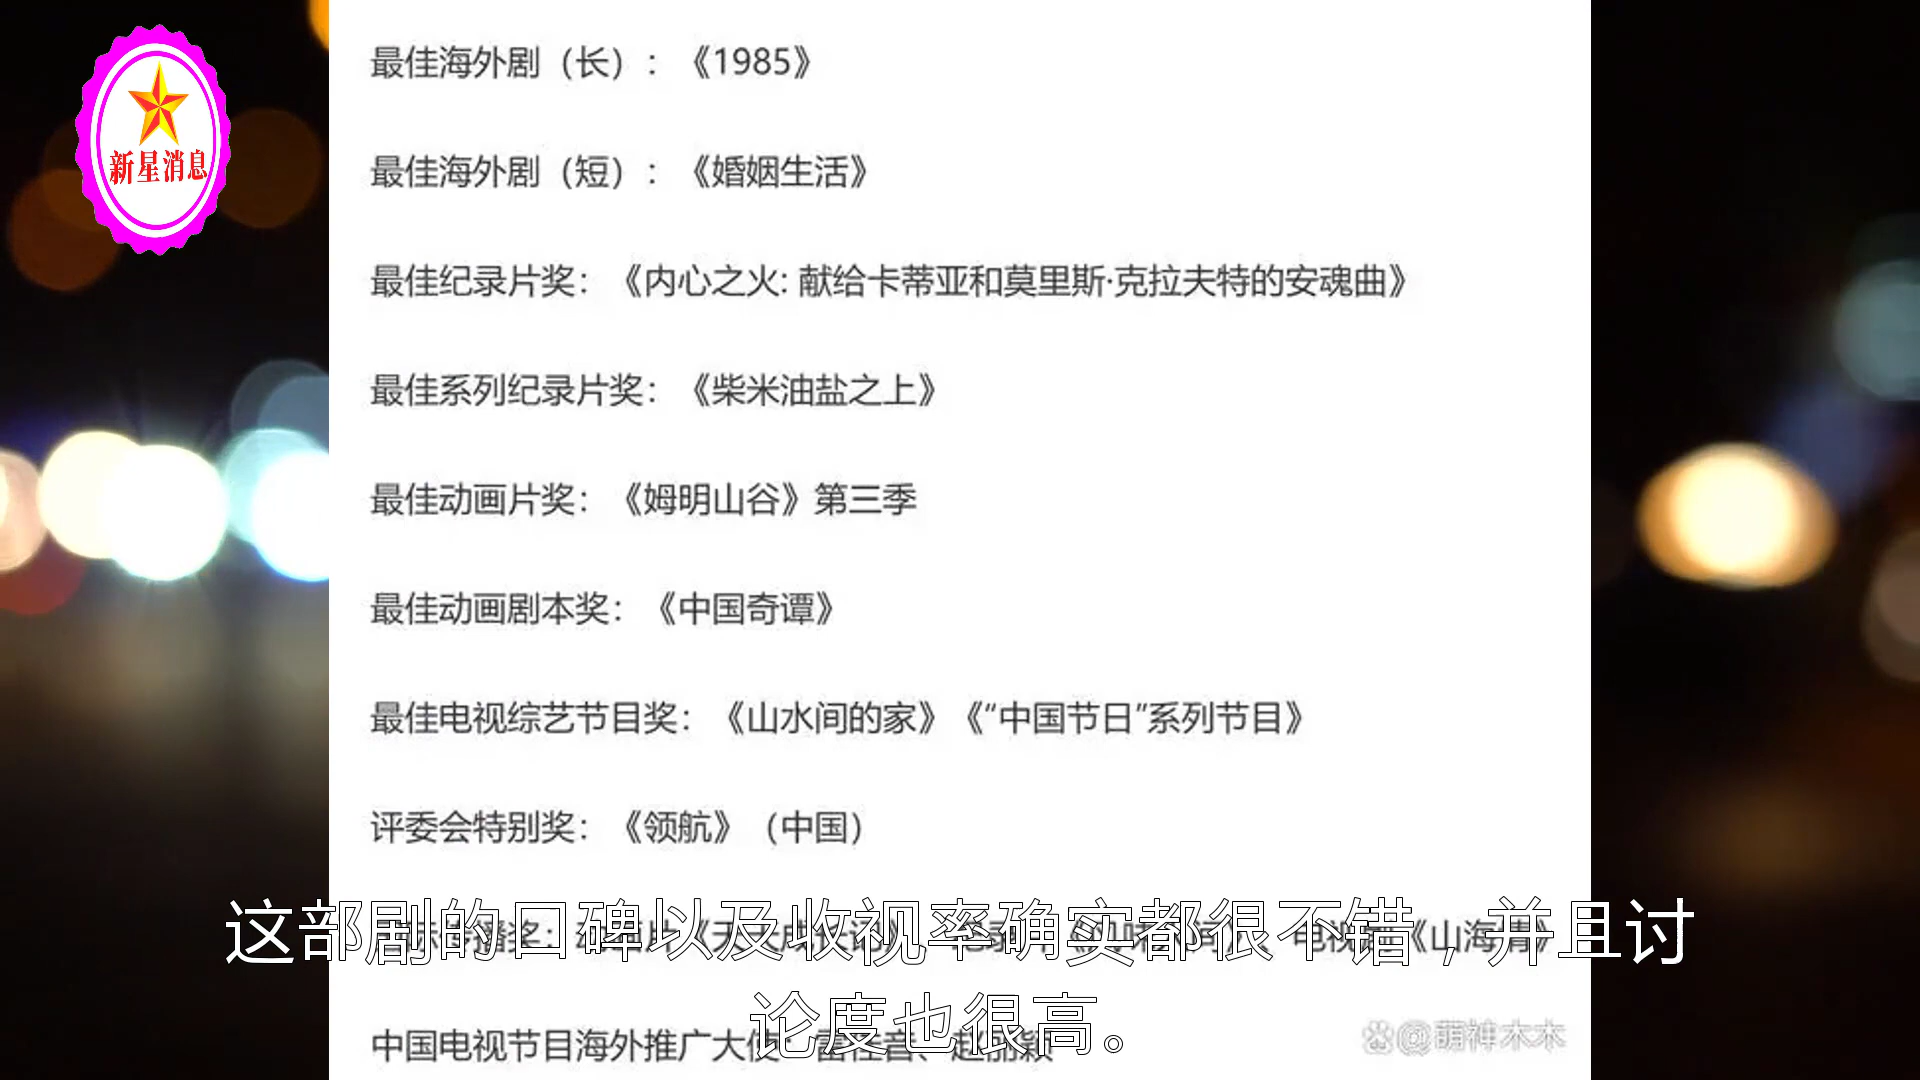 新星消息
最佳海外剧（长）：《1985》
最佳海外剧（短）：《婚姻生活》
最佳纪录片奖：《内心之火: 献给卡蒂亚和莫里斯·克拉夫特的安魂曲》
最佳系列纪录片奖：《柴米油盐之上》
最佳动画片奖：《姆明山谷》第三季
最佳动画剧本奖：《中国奇谭》
最佳电视综艺节目奖：《山水间的家》《“中国节日”系列节目》
评委会特别奖：《领航》（中国）
这部剧的口碑以及收视率确实都很不错，并且讨
论度也很高。
中国电视节目海外推广大使：雷佳音、赵丽颖
@萌神木木